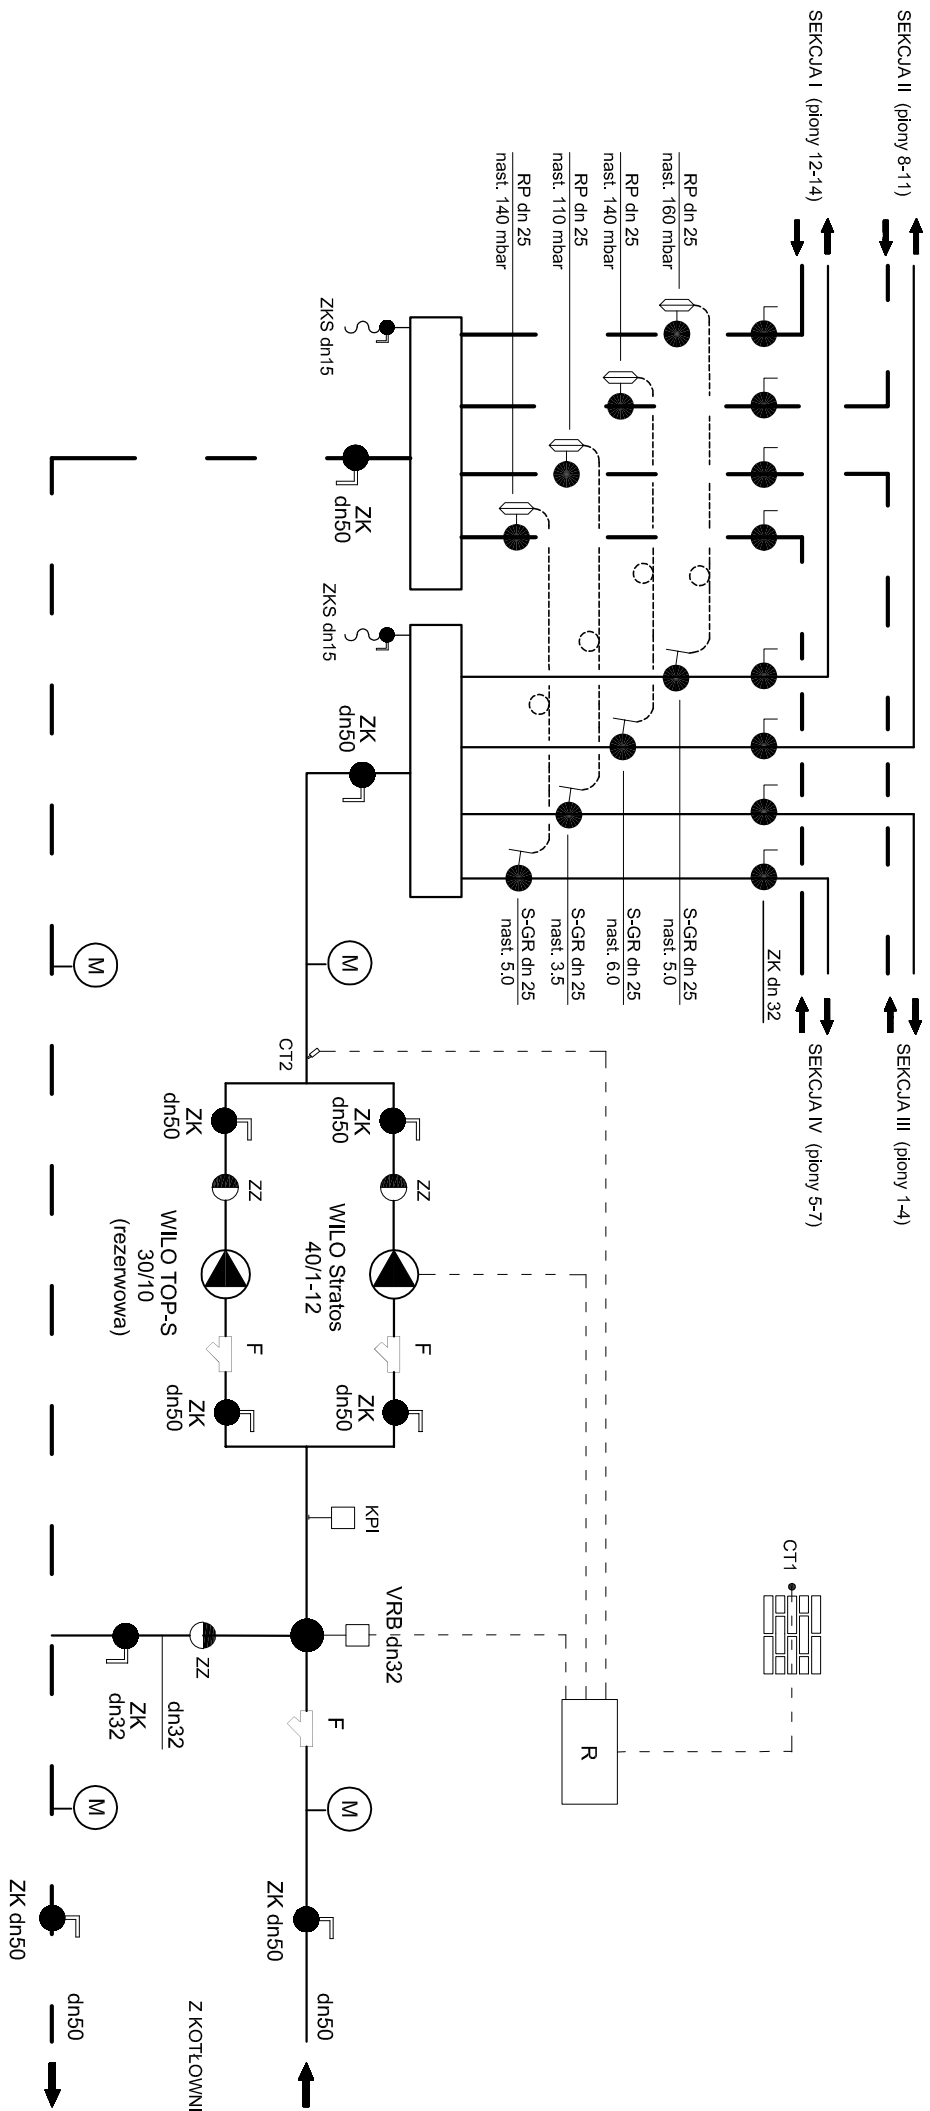 SEKCJA II (piony 8-11)
SEKCJA I (piony 12-14)
RP dn 25
nast. 160 mbar
RP dn 25
nast. 140 mbar
RP dn 25
nast. 110 mbar
RP dn 25
nast. 140 mbar
ZKS dn15
ZK
dn50
ZKS dn15
ZK
dn50
S-GR dn 25
nast. 5.0
S-GR dn 25
nast. 6.0
S-GR dn 25
nast. 3.5
S-GR dn 25
nast. 5.0
ZK dn 32
SEKCJA III (piony 1-4)
SEKCJA IV (piony 5-7)
M
M
CT2
ZK
dn50
ZK
dn50
ZZ
ZZ
WILO Stratos
40/1-12
WILO TOP-S
30/10
(rezerwowa)
F
F
ZK
dn50
ZK
dn50
KPI
CT1
VRB dn32
ZZ
dn32
ZK
dn32
F
R
M
M
ZK dn50
ZK dn50
dn50
dn50
Z KOTŁOWNI